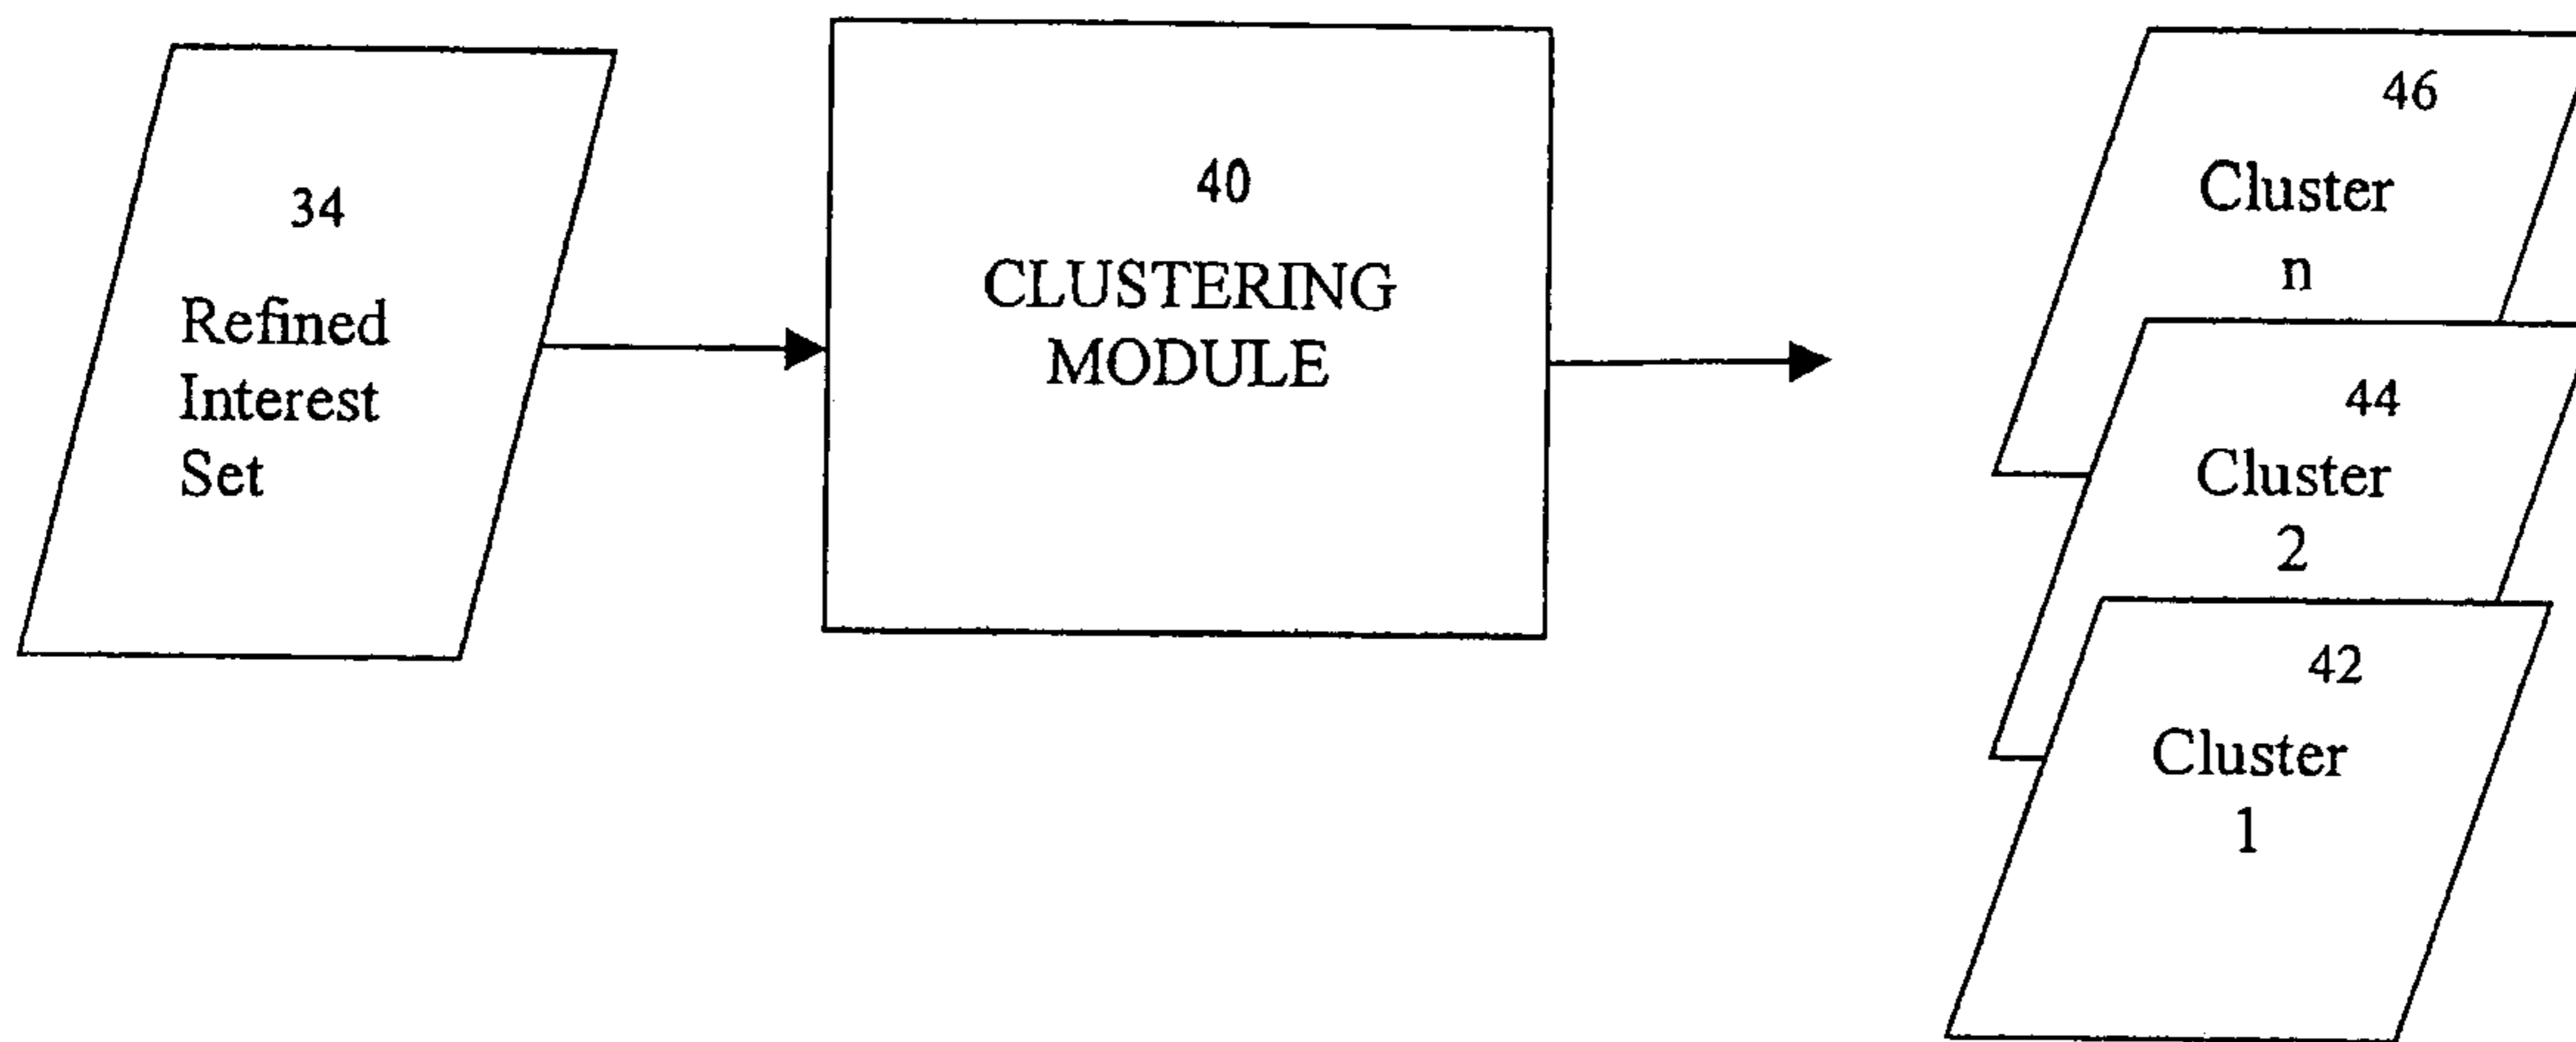 34
Refined
Interest
Set
40
CLUSTERING
MODULE
46
Cluster
n
44
Cluster
2
42
Cluster
1